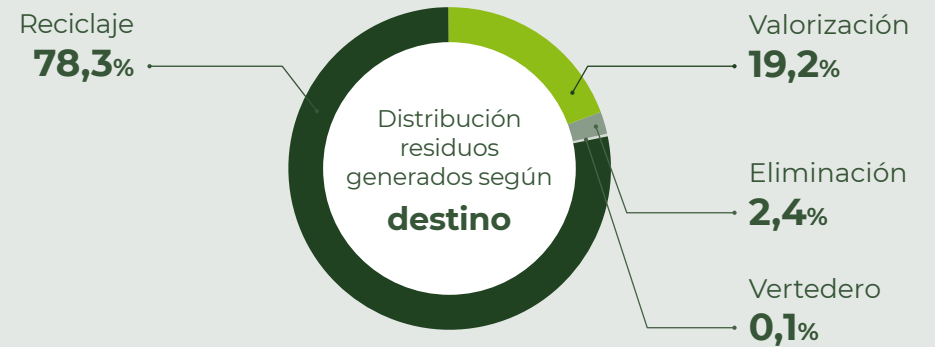 Reciclaje
78,3%
Distribución
residuos
generados según
destino
Valorización
19,2%
Eliminación
2,4%
Vertedero
0,1%